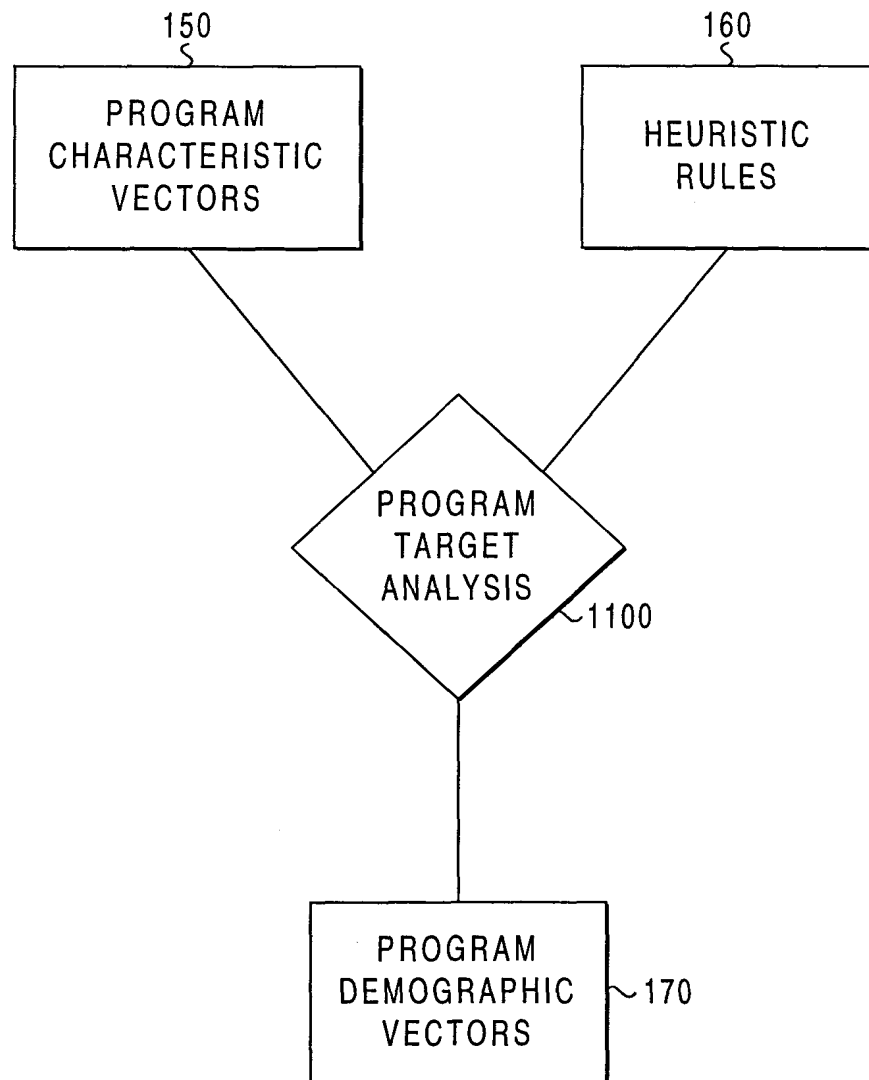 150
160
PROGRAM
CHARACTERISTIC
VECTORS
HEURISTIC
RULES
PROGRAM
TARGET
ANALYSIS
1100
PROGRAM
DEMOGRAPHIC
VECTORS
170